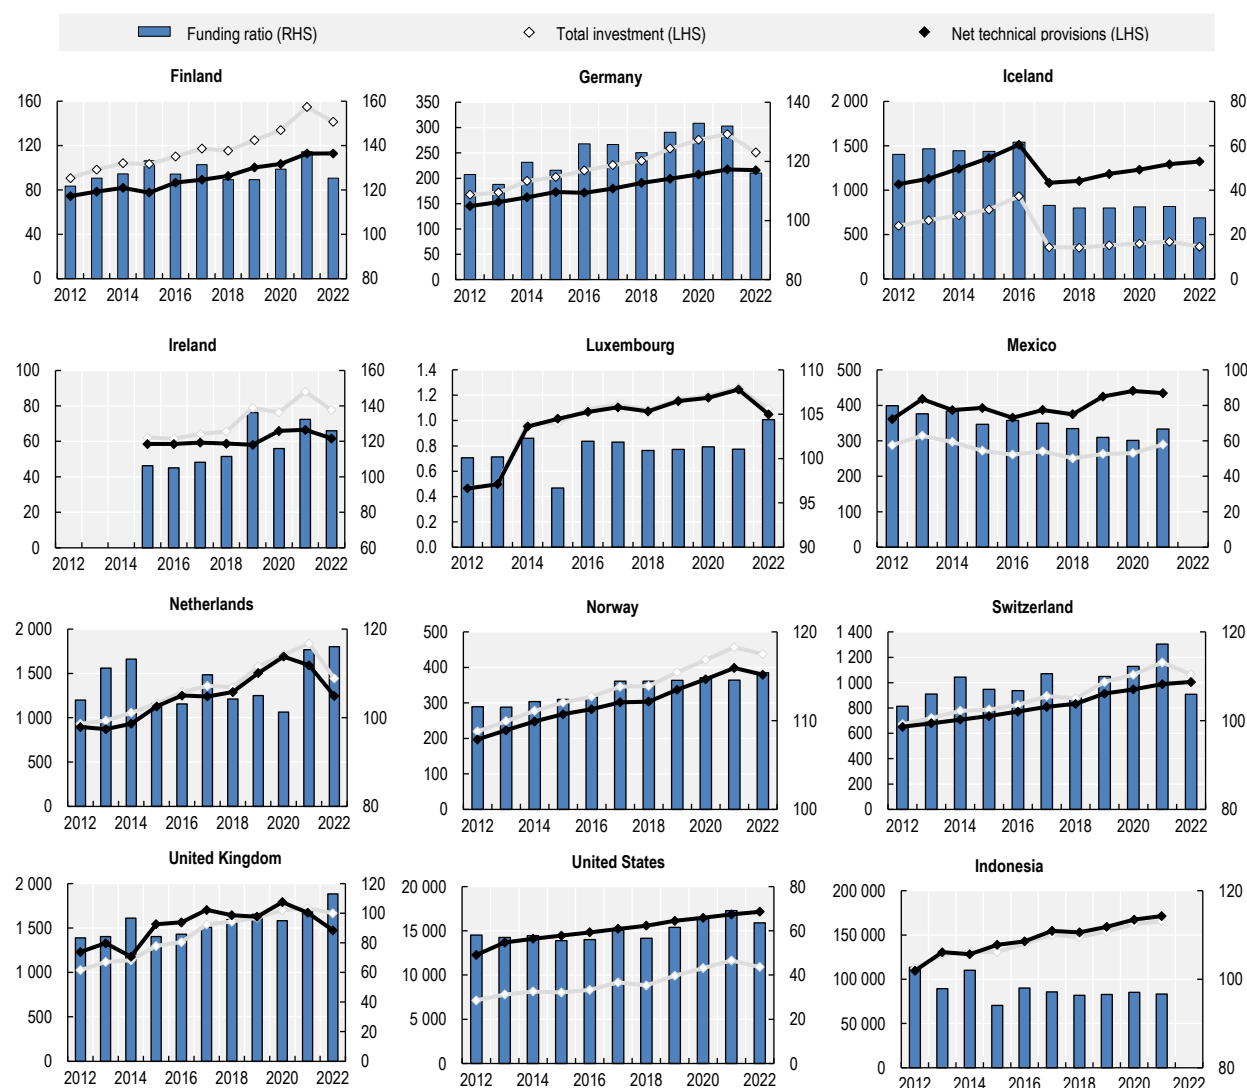 Funding ratio (RHS) Total investment (LHS) Net technical provisions (LHS)
Finland Germany Iceland
160 160 350 140 2 000 80
300
120 140 250 120 1 500 60
200
80 120 150 1 000 40
100 100
40 100 50 500 20
0 80 0 80 0 0
2012 2014 2016 2018 2020 2022 2012 2014 2016 2018 2020 2022 2012 2014 2016 2018 2020 2022
Ireland Luxembourg Mexico
100 160 1.4 110 500 100
80 140 1.2 105 400 80
1.0
60 120 0.8 100 300 60
40 100 0.6 200 40
0.4 95
20 80 0.2 100 20
0 60 0.0 90 0 0
2012 2014 2016 2018 2020 2022 2012 2014 2016 2018 2020 2022 2012 2014 2016 2018 2020 2022
Netherlands Norway Switzerland
2 000 120 500 120 1 400 120
1 200
1 500 400 1 000
1 000 100 300 110 800 100
200 600
500 100 400
200
0 80 0 100 0 80
2012 2014 2016 2018 2020 2022 2012 2014 2016 2018 2020 2022 2012 2014 2016 2018 2020 2022
United Kingdom United States Indonesia
2 000 120 20 000 80 200 000 120
1 500 100 15 000 60 150 000
80
1 000 60 10 000 40 100 000 100
500 40 5 000 20 50 000
20
0 0 0 0 0 80
2012 2014 2016 2018 2020 2022 2012 2014 2016 2018 2020 2022 2012 2014 2016 2018 2020 2022